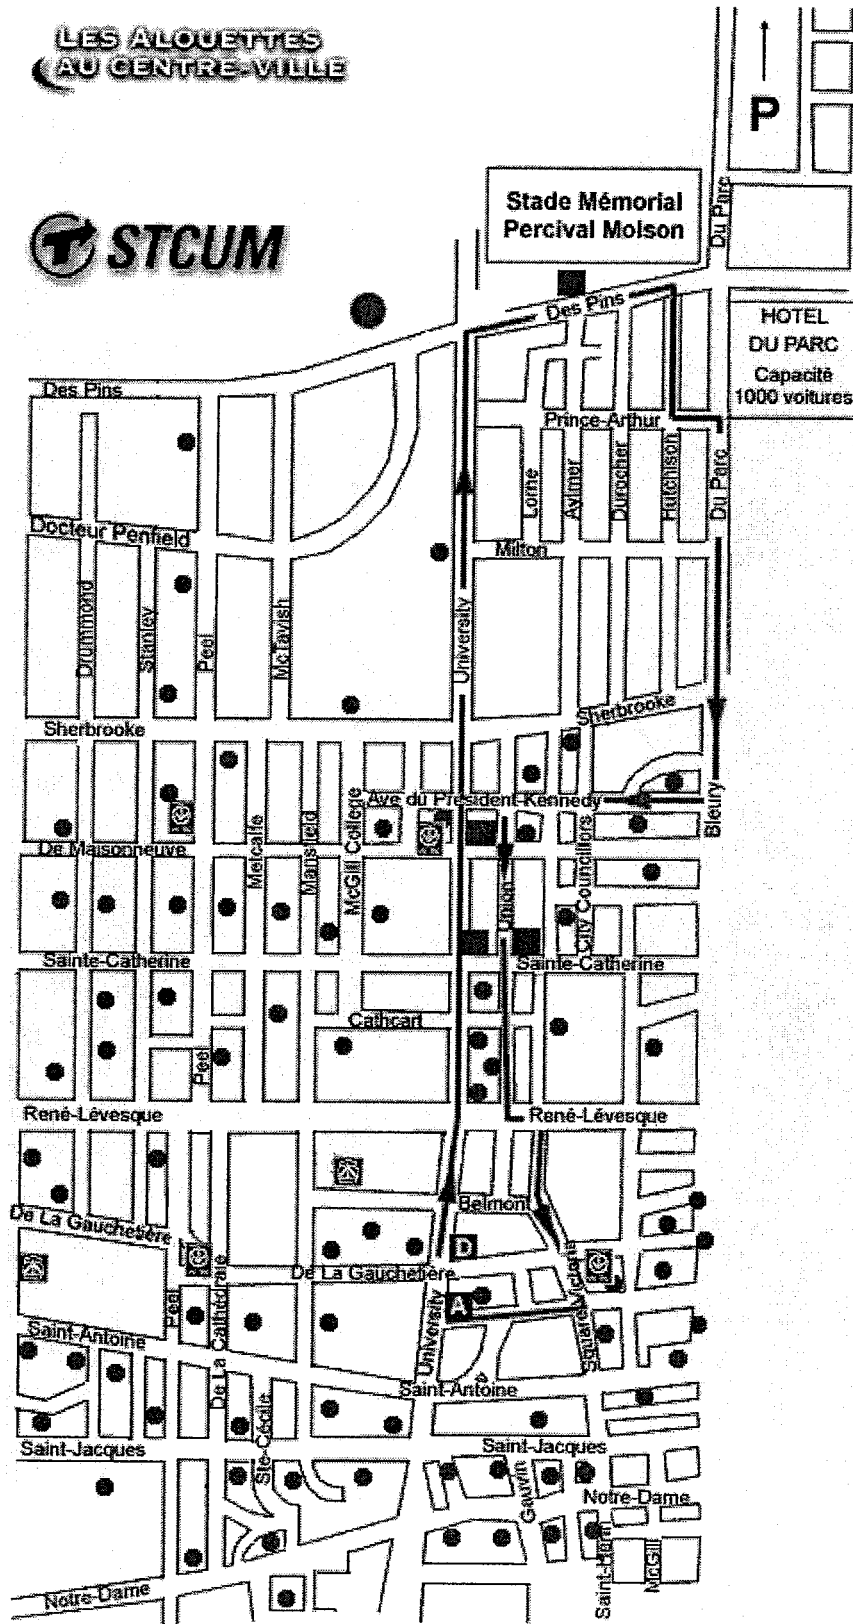 LES ALOUETTES
AU CENTRE-VILLE
P
STCUM
Stade Mémorial
Percival Molson
Du Parc
Des Pins
HOTEL
DU PARC
Capacité
1000 voitures
Des Pins
Prince-Arthur
Lorne
Aylmer
Durocher
Hutchison
Du Parc
Docteur Penfield
Milton
Drummond
Stanley
Peel
McTavish
University
Sherbrooke
Sherbrooke
Ave du Président-Kennedy
Bleury
De Maisonneuve
Metcalfe
Mansfield
McGill College
Union
City Councillors
Sainte-Catherine
Sainte-Catherine
Cathcart
Peel
René-Lévesque
René-Lévesque
Belmont
De La Gauchetière
D
De La Gauchetière
Square Victoria
A
Peel
De La Cathédrale
University
Saint-Antoine
Saint-Antoine
Saint-Jacques
Ste-Cécile
Saint-Jacques
Gauvin
Notre-Dame
Notre-Dame
Saint-Henri
McGill